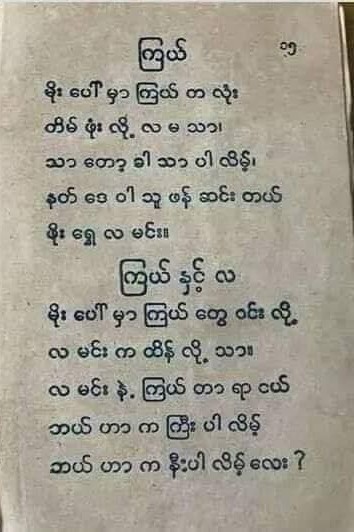 ကြယ် ၁၅
မိုး ပေါ် မှာ ကြယ် တ လုံး
တိမ် ဖုံး လို့ လ မ သာ၊
သာ တော့ ခါ သာ ပါ လိမ့်၊
နတ် ဒေ ဝါ သူ ဖန် ဆင်း တယ်
ဖိုး ရွှေ လ မင်း။
ကြယ် နှင့် လ
မိုး ပေါ် မှာ ကြယ် တွေ ဝင်း လို့
လ မင်း က ထိန် လို့ သာ။
လ မင်း နဲ့ ကြယ် တာ ရာ ငယ်
ဘယ် ဟာ က ကြီး ပါ လိမ့်
ဘယ် ဟာ က နီးပါ လိမ့် လေး ?